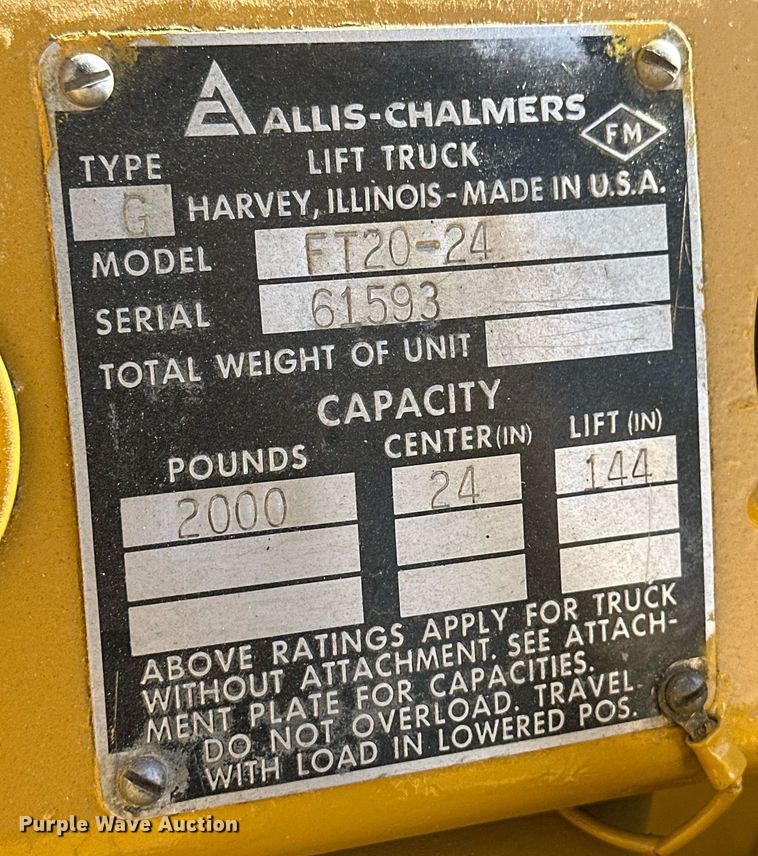 ALLIS-CHALMERS
FM
TYPE G
LIFT TRUCK
HARVEY, ILLINOIS-MADE IN U.S.A.
MODEL FT20-24
SERIAL 61593
TOTAL WEIGHT OF UNIT
CAPACITY
POUNDS CENTER (IN) LIFT (IN)
2000 24 144
ABOVE RATINGS APPLY FOR TRUCK
WITHOUT ATTACHMENT. SEE ATTACH-
MENT PLATE FOR CAPACITIES.
DO NOT OVERLOAD. TRAVEL
WITH LOAD IN LOWERED POS.
Purple Wave Auction